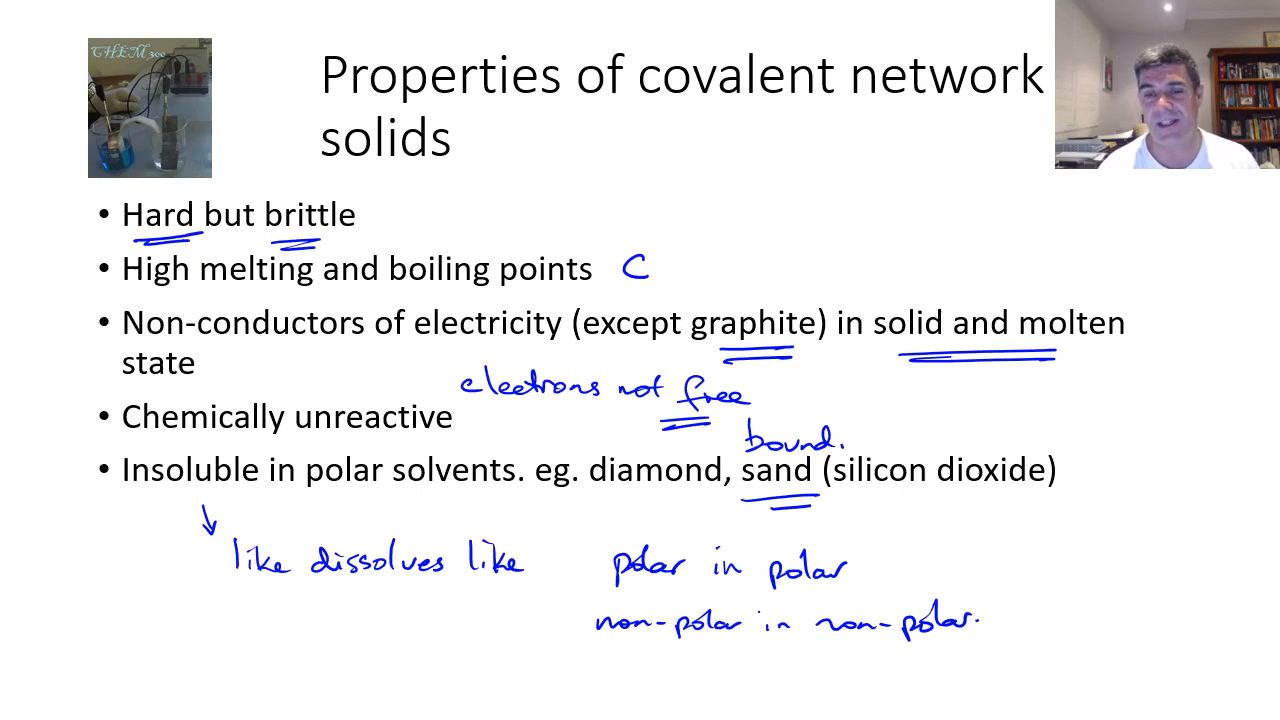 CHEM300
Properties of covalent network
solids
• Hard but brittle
• High melting and boiling points C
• Non-conductors of electricity (except graphite) in solid and molten
state
electrons not free
• Chemically unreactive
bound.
• Insoluble in polar solvents. eg. diamond, sand (silicon dioxide)
like dissolves like polar in polar
non-polar in non-polar.